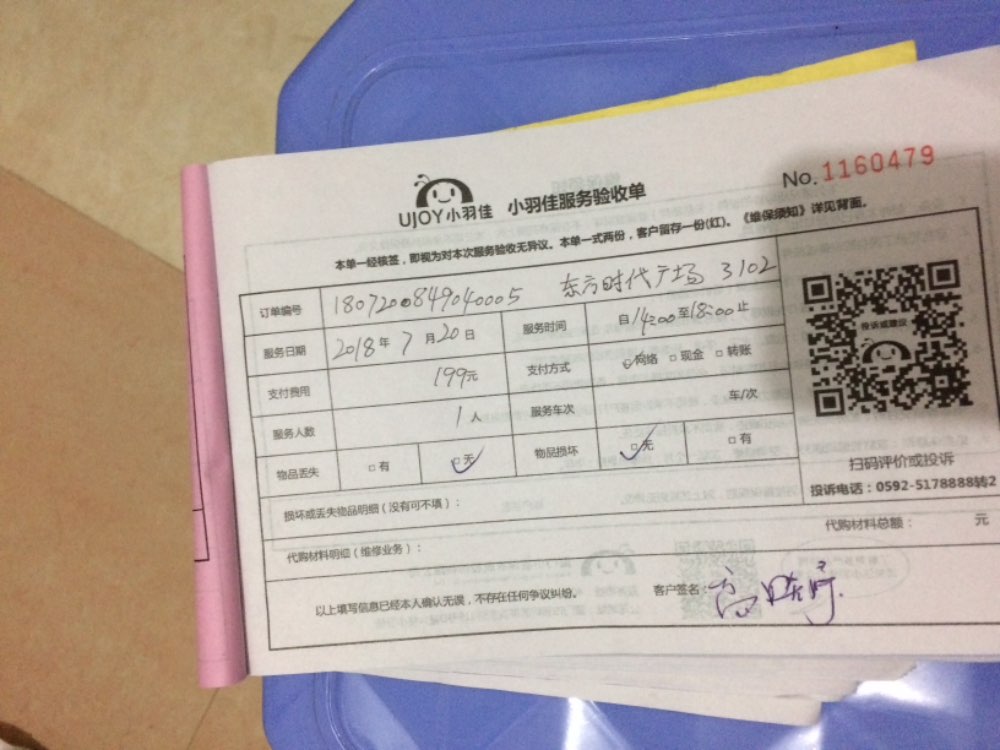 No. 1160479
UJOY小羽佳 小羽佳服务验收单
本单一经核签，即视为对本次服务验收无异议。本单一式两份，客户留存一份(红)。《维保须知》详见背面。
订单编号 1807200849040005 东方时代广场 3102
服务日期 2018年 7月20日 服务时间 自14:00至18:00止
支付费用 199元 支付方式 ☑网络 □现金 □转账
服务人数 1人 服务车次 车/次
物品丢失 □有 ☑无 物品损坏 ☑无 □有
投诉或建议
扫码评价或投诉
投诉电话：0592-5178888转2
损坏或丢失物品明细（没有可不填）：
代购材料明细（维修业务）： 代购材料总额： 元
以上填写信息已经本人确认无误，不存在任何争议纠纷。 客户签名：